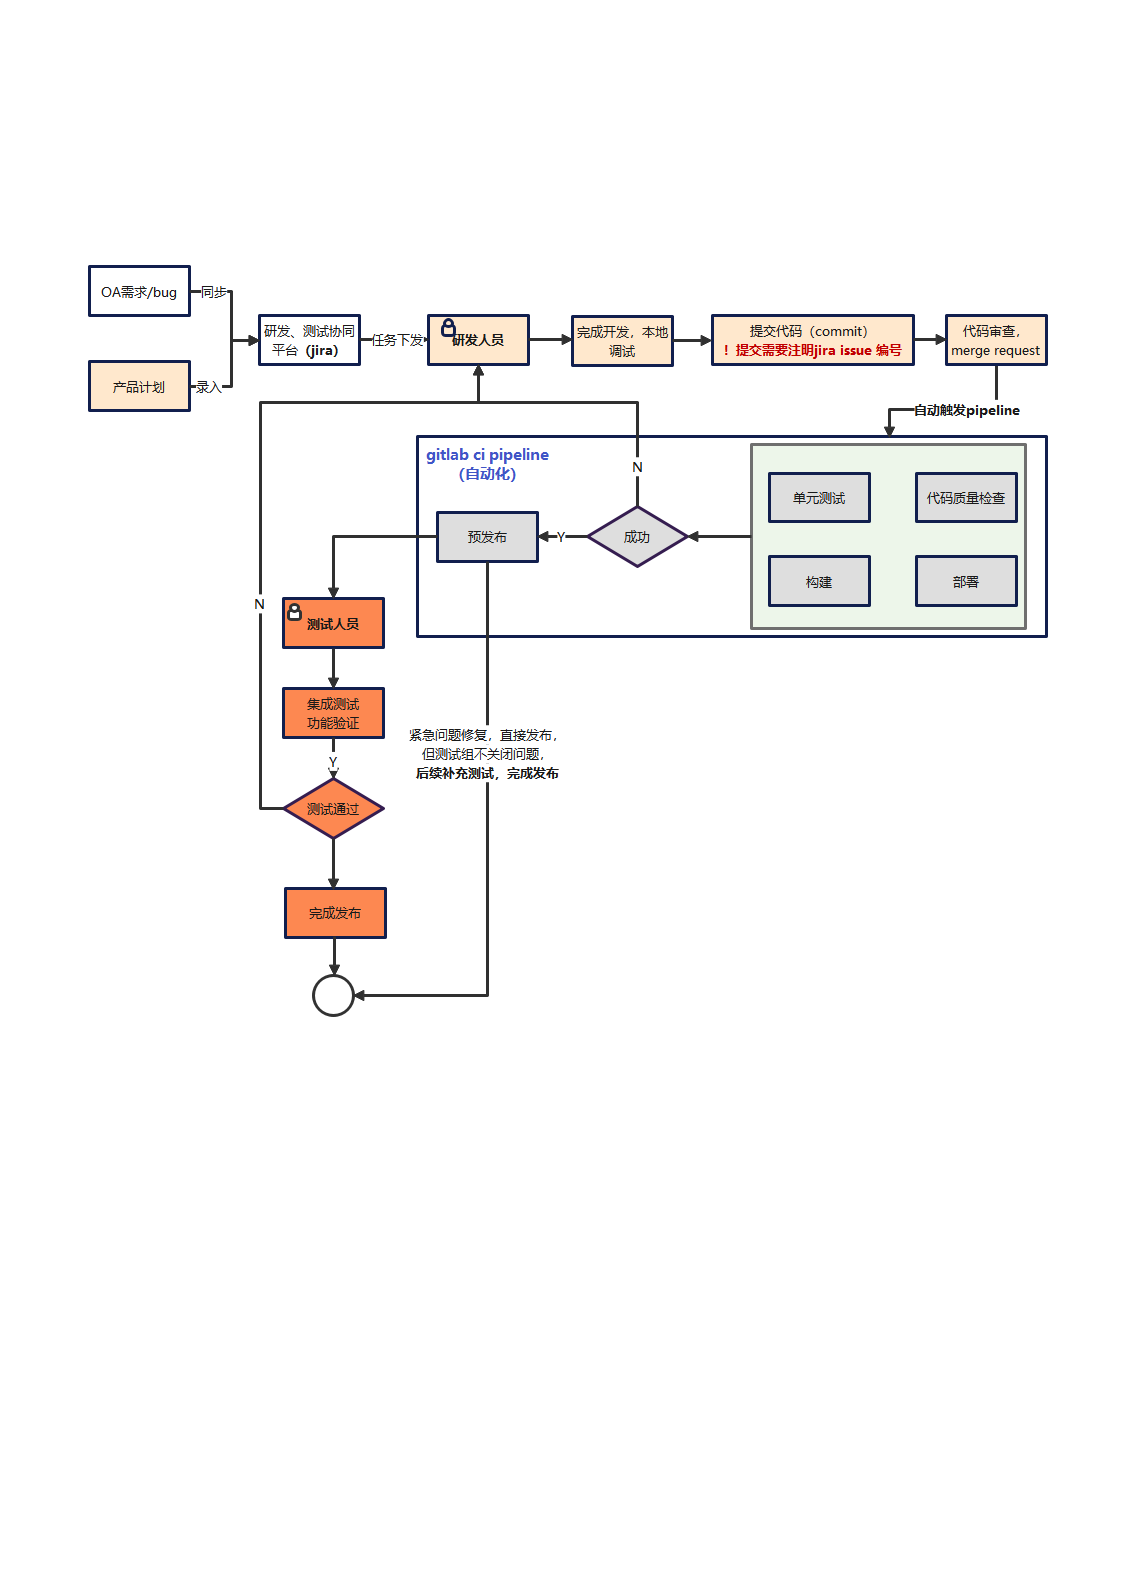 OA需求/bug
同步
产品计划
录入
研发、测试协同
平台（jira）
任务下发
研发人员
完成开发，本地
调试
提交代码（commit）
！提交需要注明jira issue 编号
代码审查，
merge request
自动触发pipeline
gitlab ci pipeline
（自动化）
N
单元测试
代码质量检查
预发布
Y
成功
构建
部署
N
测试人员
集成测试
功能验证
紧急问题修复，直接发布，
但测试组不关闭问题，
后续补充测试，完成发布
Y
测试通过
完成发布